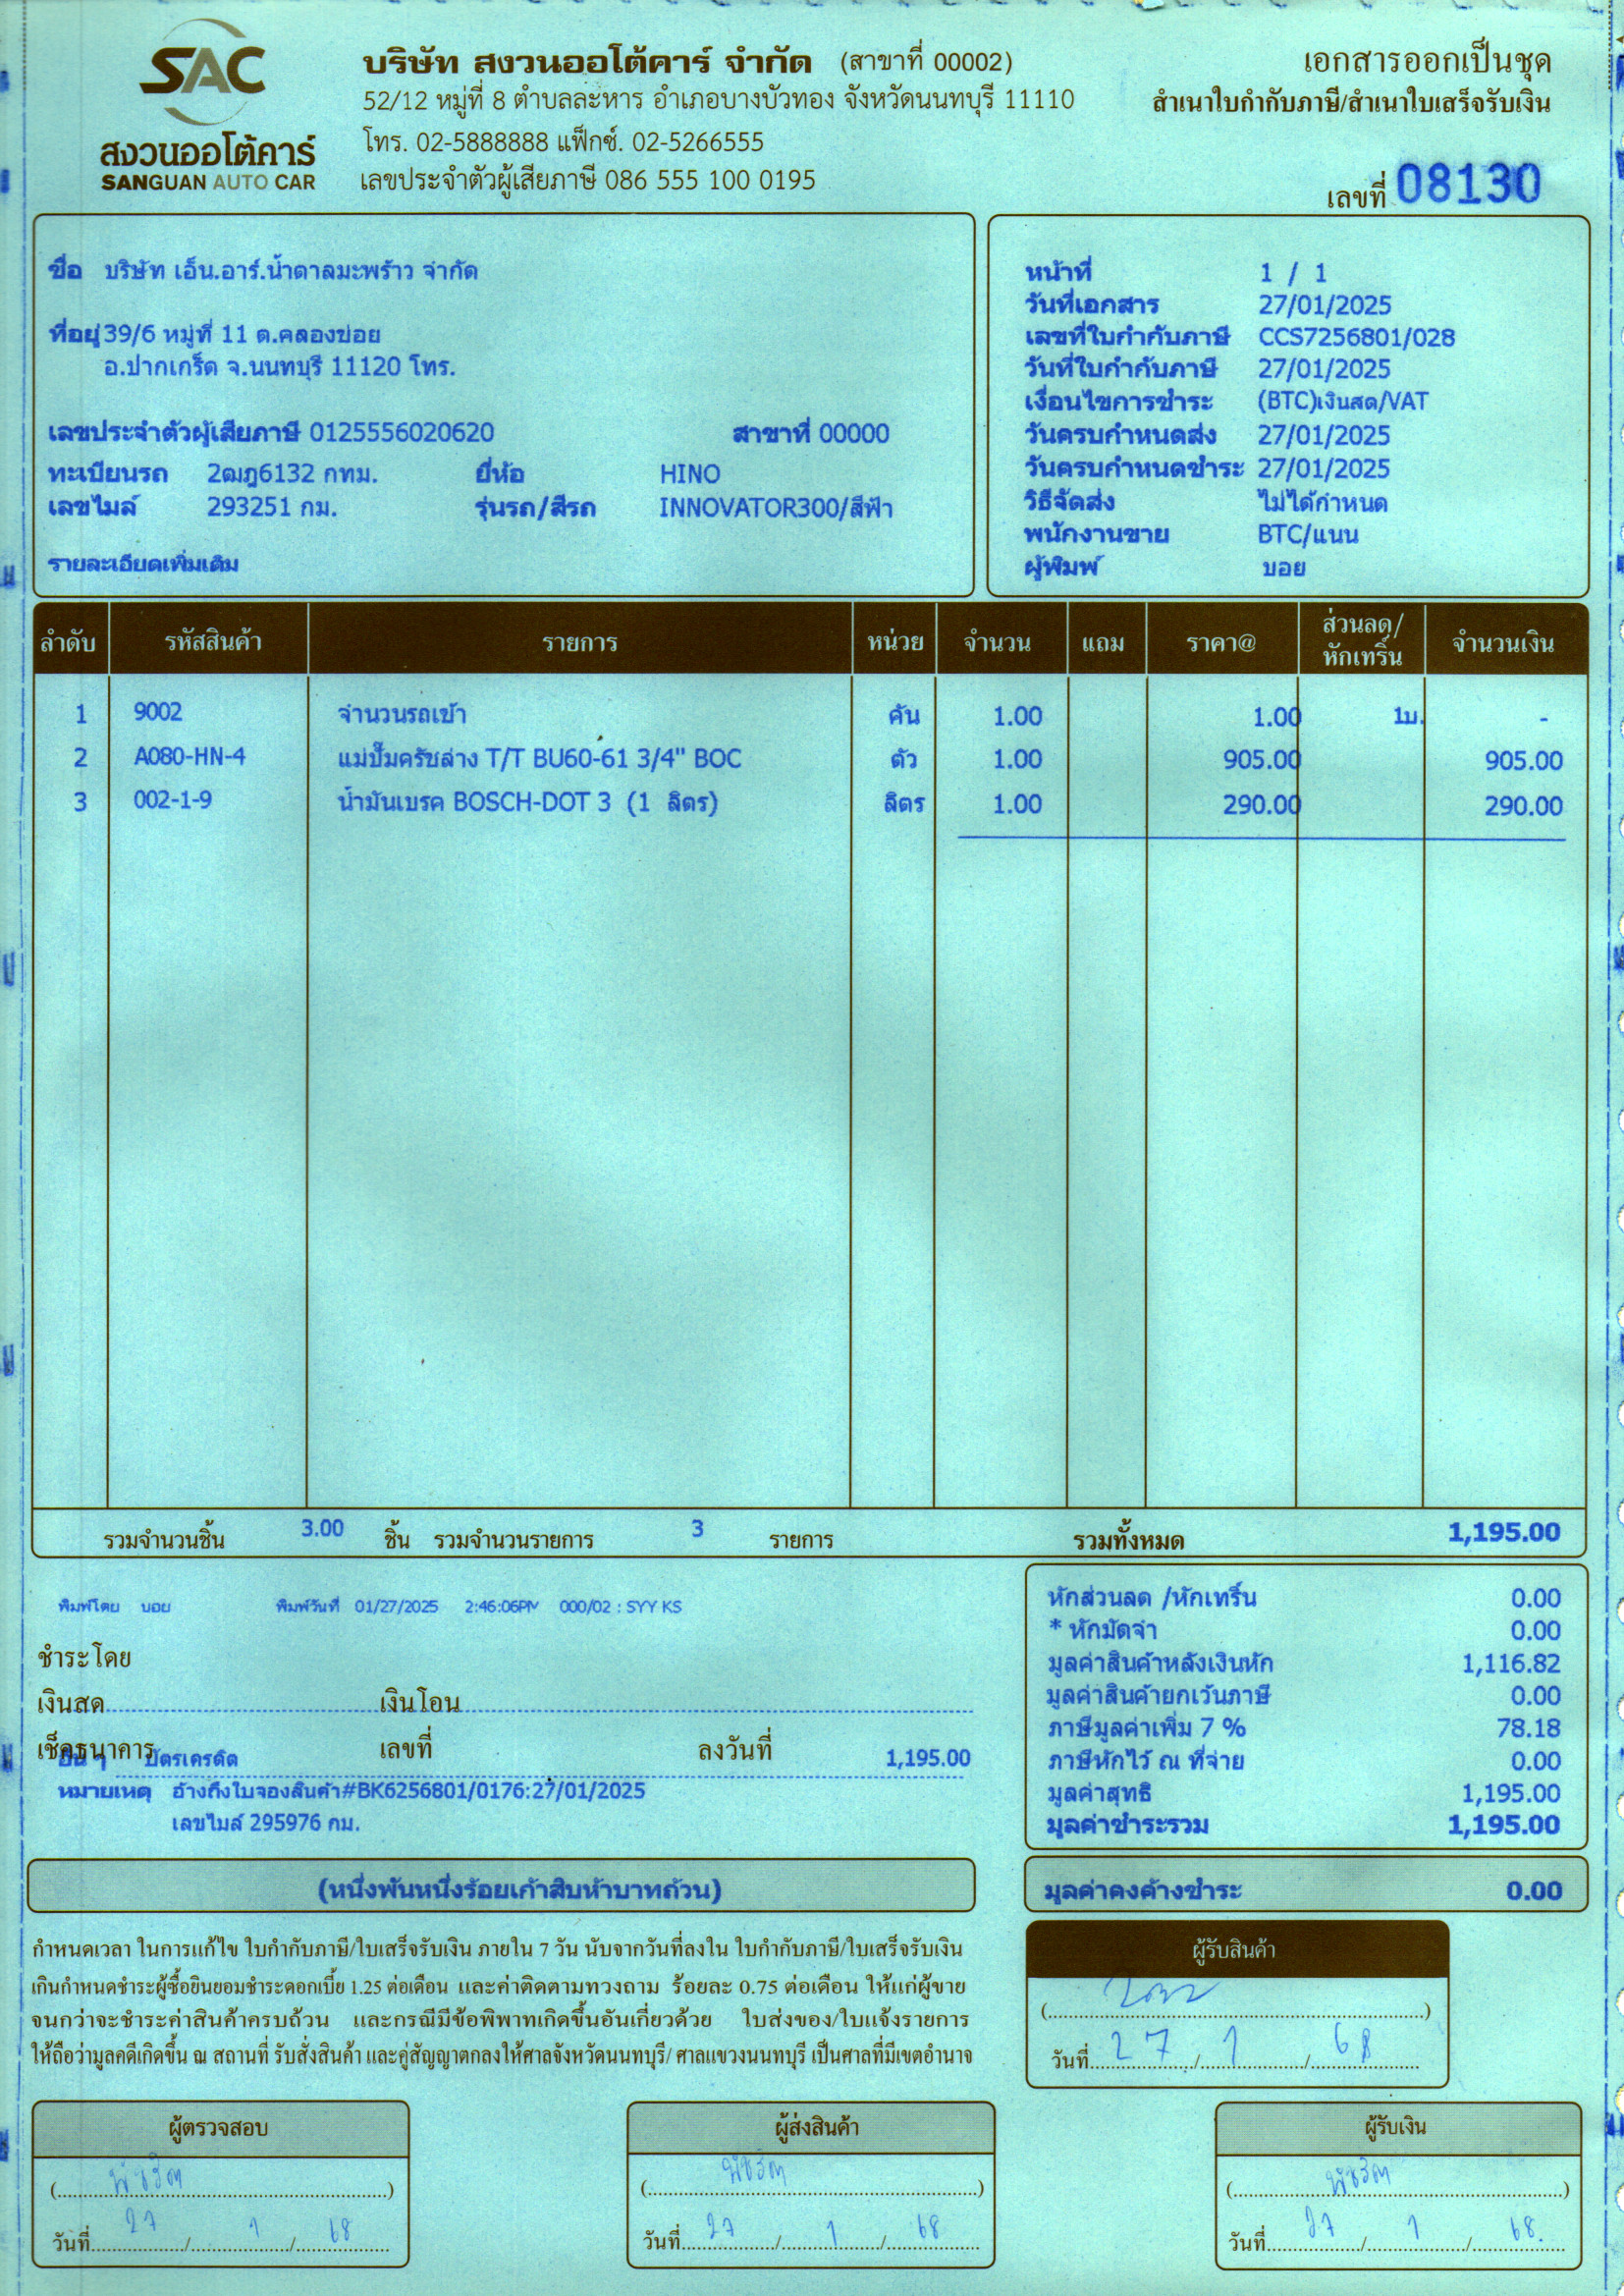 SAC
สงวนออโต้คาร์
SANGUAN AUTO CAR
บริษัท สงวนออโต้คาร์ จำกัด (สาขาที่ 00002)
52/12 หมู่ที่ 8 ตำบลละหาร อำเภอบางบัวทอง จังหวัดนนทบุรี 11110
โทร. 02-5888888 แฟ็กซ์. 02-5266555
เลขประจำตัวผู้เสียภาษี 086 555 100 0195
เอกสารออกเป็นชุด
สำเนาใบกำกับภาษี/สำเนาใบเสร็จรับเงิน
เลขที่ 08130
ชื่อ บริษัท เอ็น.อาร์.น้ำตาลมะพร้าว จำกัด
ที่อยู่ 39/6 หมู่ที่ 11 ต.คลองข่อย
อ.ปากเกร็ด จ.นนทบุรี 11120 โทร.
เลขประจำตัวผู้เสียภาษี 0125556020620 สาขาที่ 00000
ทะเบียนรถ 2ฒฎ6132 กทม. ยี่ห้อ HINO
เลขไมล์ 293251 กม. รุ่นรถ/สีรถ INNOVATOR300/สีฟ้า
รายละเอียดเพิ่มเติม
หน้าที่ 1 / 1
วันที่เอกสาร 27/01/2025
เลขที่ใบกำกับภาษี CCS7256801/028
วันที่ใบกำกับภาษี 27/01/2025
เงื่อนไขการชำระ (BTC)เงินสด/VAT
วันครบกำหนดส่ง 27/01/2025
วันครบกำหนดชำระ 27/01/2025
วิธีจัดส่ง ไม่ได้กำหนด
พนักงานขาย BTC/แนน
ผู้พิมพ์ บอย
ลำดับ รหัสสินค้า รายการ หน่วย จำนวน แถม ราคา@ ส่วนลด/หักเทริ์น จำนวนเงิน
1 9002 จำนวนรถเข้า คัน 1.00 1.00 1บ. -
2 A080-HN-4 แม่ปั๊มครัชล่าง T/T BU60-61 3/4" BOC ตัว 1.00 905.00 905.00
3 002-1-9 น้ำมันเบรค BOSCH-DOT 3 (1 ลิตร) ลิตร 1.00 290.00 290.00
รวมจำนวนชิ้น 3.00 ชิ้น รวมจำนวนรายการ 3 รายการ รวมทั้งหมด 1,195.00
พิมพ์โดย บอย พิมพ์วันที่ 01/27/2025 2:46:06PM 000/02 : SYY KS
ชำระโดย
เงินสด เงินโอน
เช็คธนาคาร เลขที่ ลงวันที่
อื่น ๆ บัตรเครดิต 1,195.00
หมายเหตุ อ้างถึงใบจองสินค้า#BK6256801/0176:27/01/2025
เลขไมล์ 295976 กม.
หักส่วนลด /หักเทริ์น 0.00
* หักมัดจำ 0.00
มูลค่าสินค้าหลังเงินหัก 1,116.82
มูลค่าสินค้ายกเว้นภาษี 0.00
ภาษีมูลค่าเพิ่ม 7 % 78.18
ภาษีหักไว้ ณ ที่จ่าย 0.00
มูลค่าสุทธิ 1,195.00
มูลค่าชำระรวม 1,195.00
(หนึ่งพันหนึ่งร้อยเก้าสิบห้าบาทถ้วน)
มูลค่าคงค้างชำระ 0.00
กำหนดเวลา ในการแก้ไข ใบกำกับภาษี/ใบเสร็จรับเงิน ภายใน 7 วัน นับจากวันที่ลงใน ใบกำกับภาษี/ใบเสร็จรับเงิน
เกินกำหนดชำระผู้ซื้อยินยอมชำระดอกเบี้ย 1.25 ต่อเดือน และค่าติดตามทวงถาม ร้อยละ 0.75 ต่อเดือน ให้แก่ผู้ขาย
จนกว่าจะชำระค่าสินค้าครบถ้วน และกรณีมีข้อพิพาทเกิดขึ้นอันเกี่ยวด้วย ใบส่งของ/ใบแจ้งรายการ
ให้ถือว่ามูลคดีเกิดขึ้น ณ สถานที่ รับสั่งสินค้า และคู่สัญญาตกลงให้ศาลจังหวัดนนทบุรี/ ศาลแขวงนนทบุรี เป็นศาลที่มีเขตอำนาจ
ผู้รับสินค้า
วันที่ 27/1/68
ผู้ตรวจสอบ ผู้ส่งสินค้า ผู้รับเงิน
วันที่ 27/1/68 วันที่ 27/1/68 วันที่ 27/1/68.